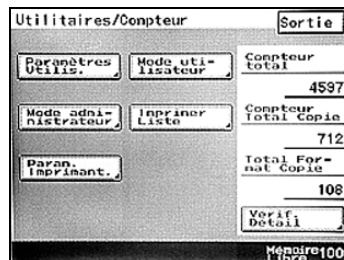 Utilitaires/Compteur
Sortie
Paramètres
Utilis.
Mode uti-
lisateur
Compteur
total
4597
Mode admi-
nistrateur
Imprimer
Liste
Compteur
Total Copie
712
Param.
Imprimant.
Total For-
mat Copie
108
Vérif.
Détail
Mémoire 100
Libre